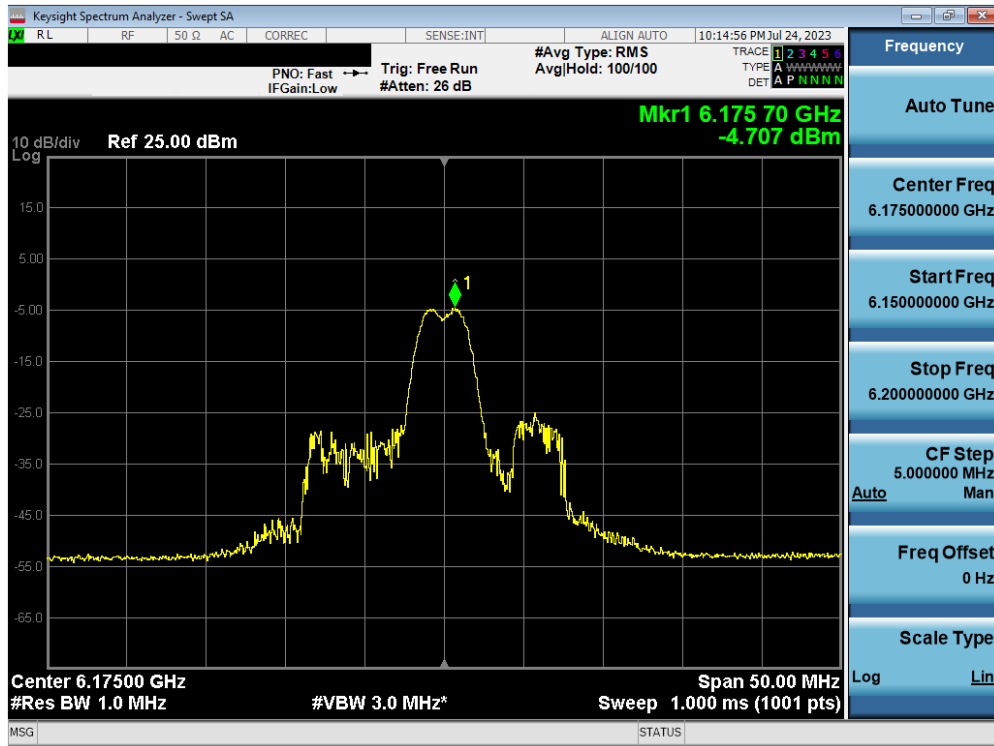 Keysight Spectrum Analyzer - Swept SA
LXI RL RF 50 Ω AC CORREC SENSE:INT ALIGN AUTO 10:14:56 PM Jul 24, 2023
Frequency
PNO: Fast
IFGain:Low
Trig: Free Run
#Atten: 26 dB
#Avg Type: RMS
Avg|Hold: 100/100
TRACE 1 2 3 4 5 6
TYPE A WWWWW
DET A P N N N N
Mkr1 6.175 70 GHz
-4.707 dBm
10 dB/div Ref 25.00 dBm
Log
15.0
5.00
-5.00
-15.0
-25.0
-35.0
-45.0
-55.0
-65.0
1
Center 6.17500 GHz
Span 50.00 MHz
#Res BW 1.0 MHz
#VBW 3.0 MHz*
Sweep 1.000 ms (1001 pts)
Auto Tune
Center Freq
6.175000000 GHz
Start Freq
6.150000000 GHz
Stop Freq
6.200000000 GHz
CF Step
5.000000 MHz
Auto Man
Freq Offset
0 Hz
Scale Type
Log Lin
MSG
STATUS